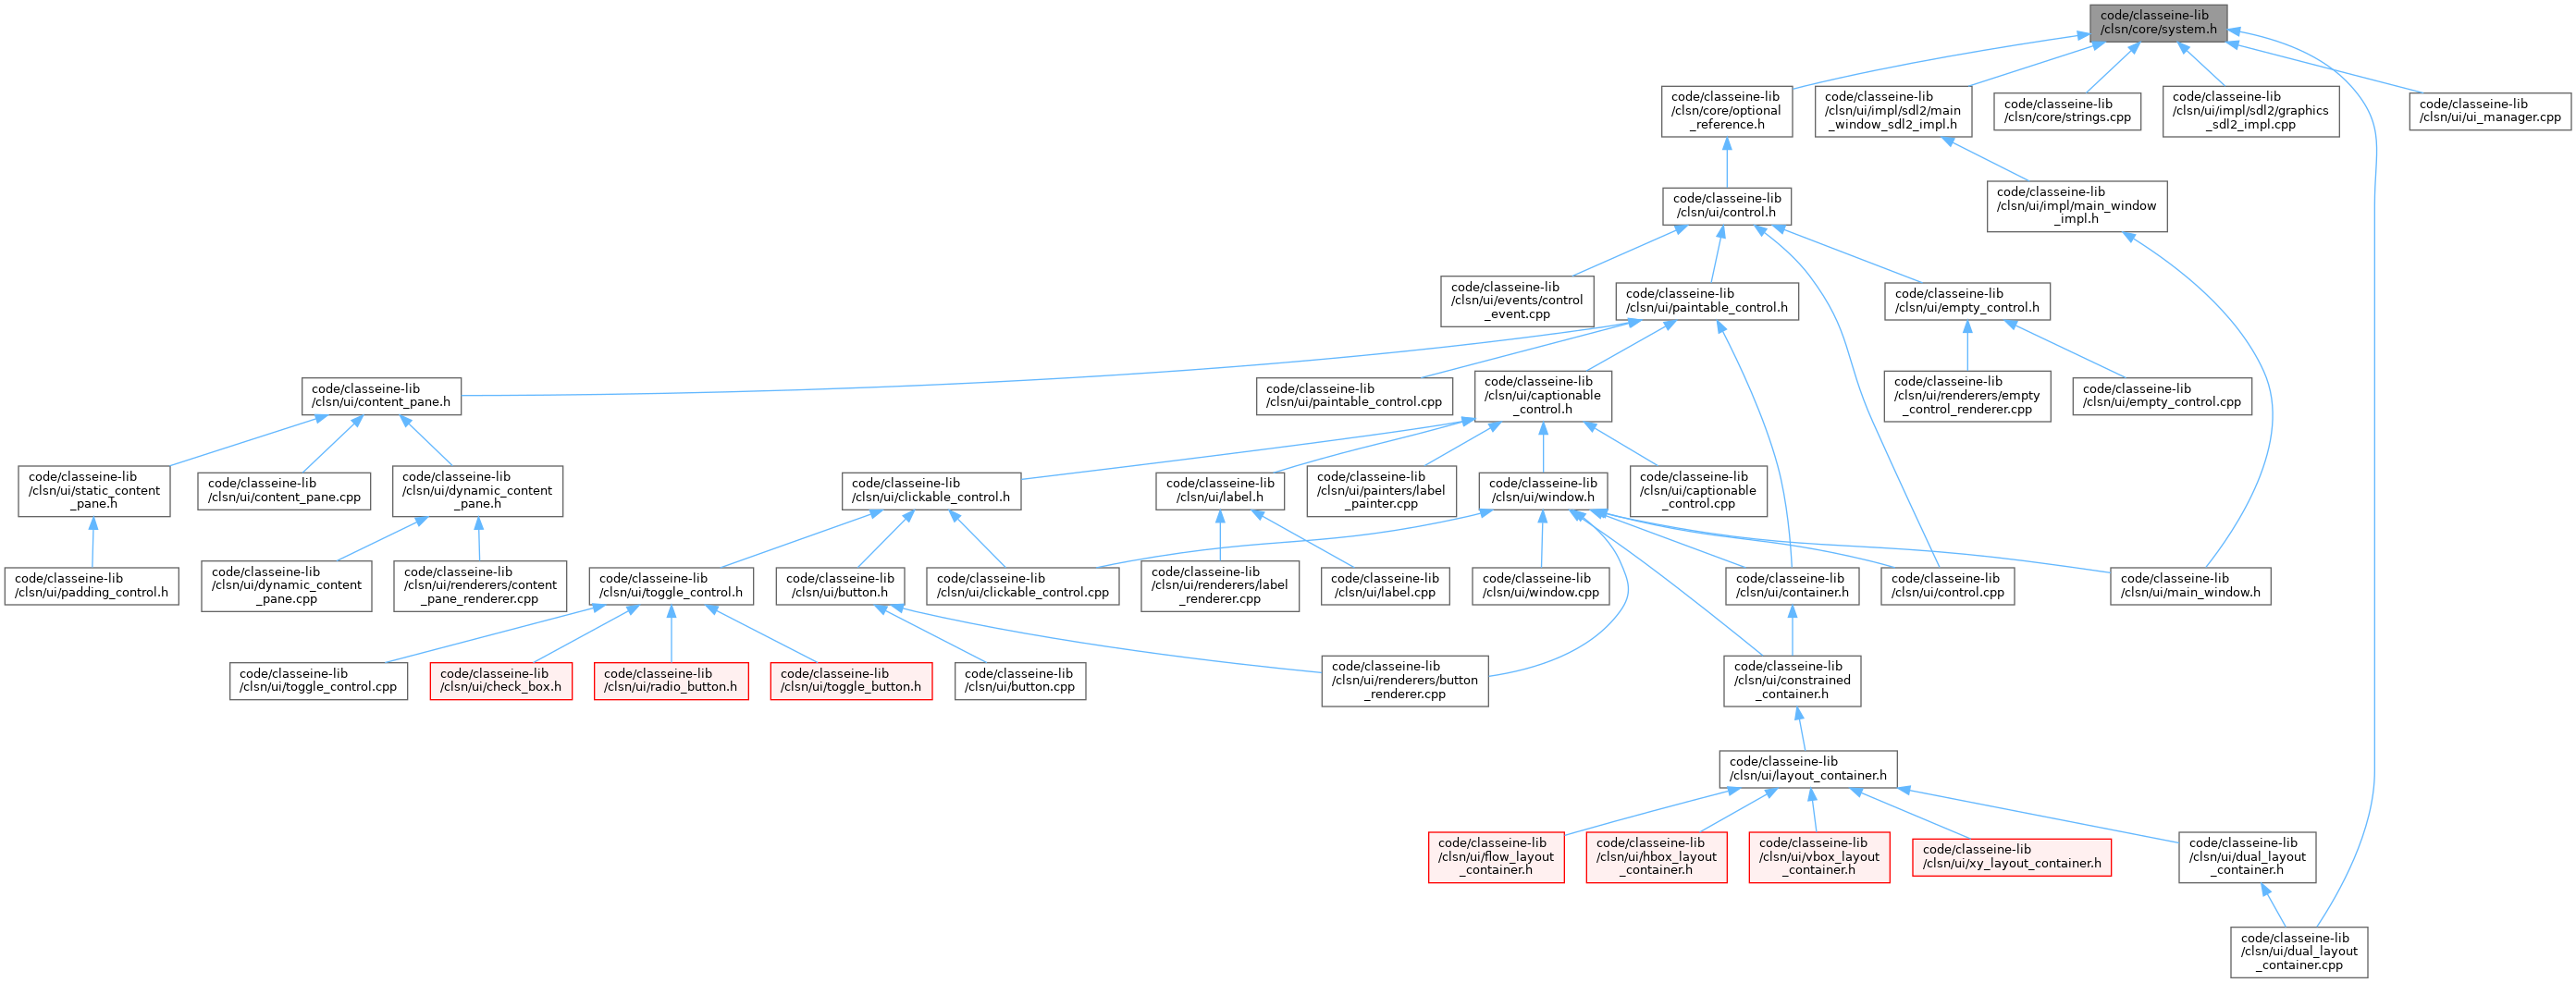 code/classeine-lib
/clsn/core/system.h
code/classeine-lib
/clsn/core/optional
_reference.h
code/classeine-lib
/clsn/ui/impl/sdl2/main
_window_sdl2_impl.h
code/classeine-lib
/clsn/core/strings.cpp
code/classeine-lib
/clsn/ui/impl/sdl2/graphics
_sdl2_impl.cpp
code/classeine-lib
/clsn/ui/ui_manager.cpp
code/classeine-lib
/clsn/ui/control.h
code/classeine-lib
/clsn/ui/impl/main_window
_impl.h
code/classeine-lib
/clsn/ui/events/control
_event.cpp
code/classeine-lib
/clsn/ui/paintable_control.h
code/classeine-lib
/clsn/ui/empty_control.h
code/classeine-lib
/clsn/ui/content_pane.h
code/classeine-lib
/clsn/ui/paintable_control.cpp
code/classeine-lib
/clsn/ui/captionable
_control.h
code/classeine-lib
/clsn/ui/renderers/empty
_control_renderer.cpp
code/classeine-lib
/clsn/ui/empty_control.cpp
code/classeine-lib
/clsn/ui/static_content
_pane.h
code/classeine-lib
/clsn/ui/content_pane.cpp
code/classeine-lib
/clsn/ui/dynamic_content
_pane.h
code/classeine-lib
/clsn/ui/clickable_control.h
code/classeine-lib
/clsn/ui/label.h
code/classeine-lib
/clsn/ui/painters/label
_painter.cpp
code/classeine-lib
/clsn/ui/window.h
code/classeine-lib
/clsn/ui/captionable
_control.cpp
code/classeine-lib
/clsn/ui/padding_control.h
code/classeine-lib
/clsn/ui/dynamic_content
_pane.cpp
code/classeine-lib
/clsn/ui/renderers/content
_pane_renderer.cpp
code/classeine-lib
/clsn/ui/toggle_control.h
code/classeine-lib
/clsn/ui/button.h
code/classeine-lib
/clsn/ui/clickable_control.cpp
code/classeine-lib
/clsn/ui/renderers/label
_renderer.cpp
code/classeine-lib
/clsn/ui/label.cpp
code/classeine-lib
/clsn/ui/window.cpp
code/classeine-lib
/clsn/ui/container.h
code/classeine-lib
/clsn/ui/control.cpp
code/classeine-lib
/clsn/ui/main_window.h
code/classeine-lib
/clsn/ui/toggle_control.cpp
code/classeine-lib
/clsn/ui/check_box.h
code/classeine-lib
/clsn/ui/radio_button.h
code/classeine-lib
/clsn/ui/toggle_button.h
code/classeine-lib
/clsn/ui/button.cpp
code/classeine-lib
/clsn/ui/renderers/button
_renderer.cpp
code/classeine-lib
/clsn/ui/constrained
_container.h
code/classeine-lib
/clsn/ui/layout_container.h
code/classeine-lib
/clsn/ui/flow_layout
_container.h
code/classeine-lib
/clsn/ui/hbox_layout
_container.h
code/classeine-lib
/clsn/ui/vbox_layout
_container.h
code/classeine-lib
/clsn/ui/xy_layout_container.h
code/classeine-lib
/clsn/ui/dual_layout
_container.h
code/classeine-lib
/clsn/ui/dual_layout
_container.cpp